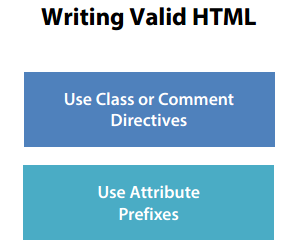 Writing Valid HTML
Use Class or Comment
Directives
Use Attribute
Prefixes